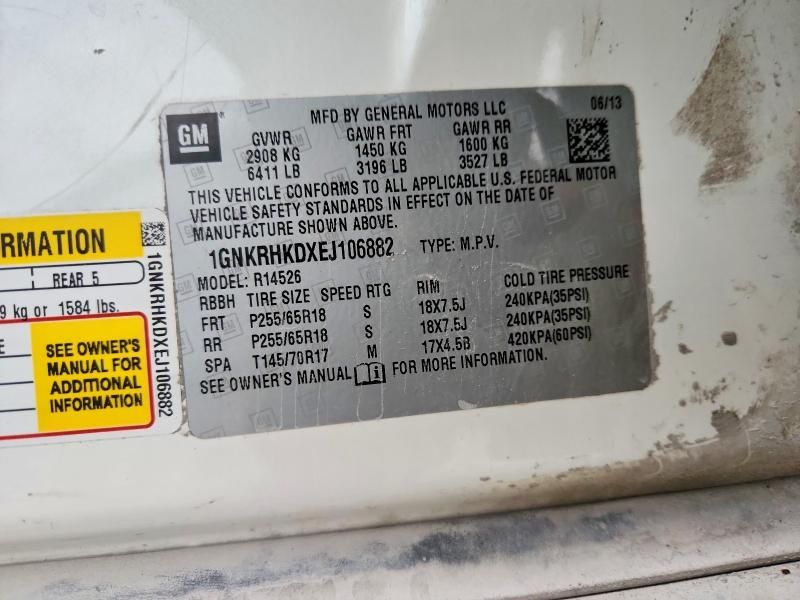 MFD BY GENERAL MOTORS LLC 06/13
GM
GVWR GAWR FRT GAWR RR
2908 KG 1450 KG 1600 KG
6411 LB 3196 LB 3527 LB
THIS VEHICLE CONFORMS TO ALL APPLICABLE U.S. FEDERAL MOTOR
VEHICLE SAFETY STANDARDS IN EFFECT ON THE DATE OF
MANUFACTURE SHOWN ABOVE.
1GNKRHKDXEJ106882 TYPE: M.P.V.
MODEL: R14526
RBBH TIRE SIZE SPEED RTG RIM COLD TIRE PRESSURE
FRT P255/65R18 S 18X7.5J 240KPA(35PSI)
RR P255/65R18 S 18X7.5J 240KPA(35PSI)
SPA T145/70R17 M 17X4.5B 420KPA(60PSI)
SEE OWNER'S MANUAL FOR MORE INFORMATION.
RMATION
REAR 5
9 kg or 1584 lbs.
E
SEE OWNER'S
MANUAL FOR
ADDITIONAL
INFORMATION
1GNKRHKDXEJ106882